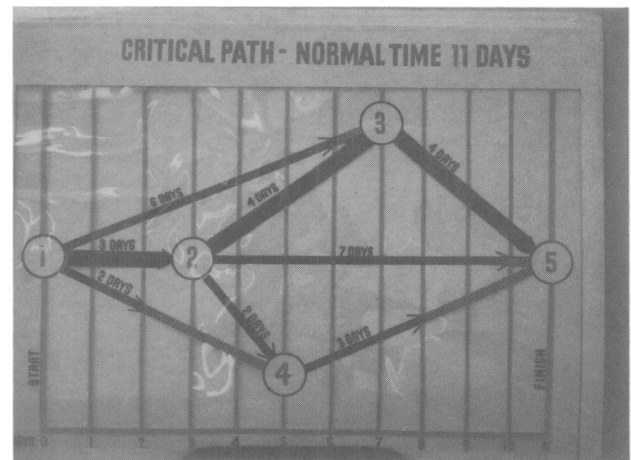 CRITICAL PATH - NORMAL TIME 11 DAYS
3
6 DAYS
4 DAYS
4 DAYS
1
3 DAYS
2
7 DAYS
5
2 DAYS
2 DAYS
3 DAYS
4
START
FINISH
0 1 2 3 4 5 6 7 8 9 10